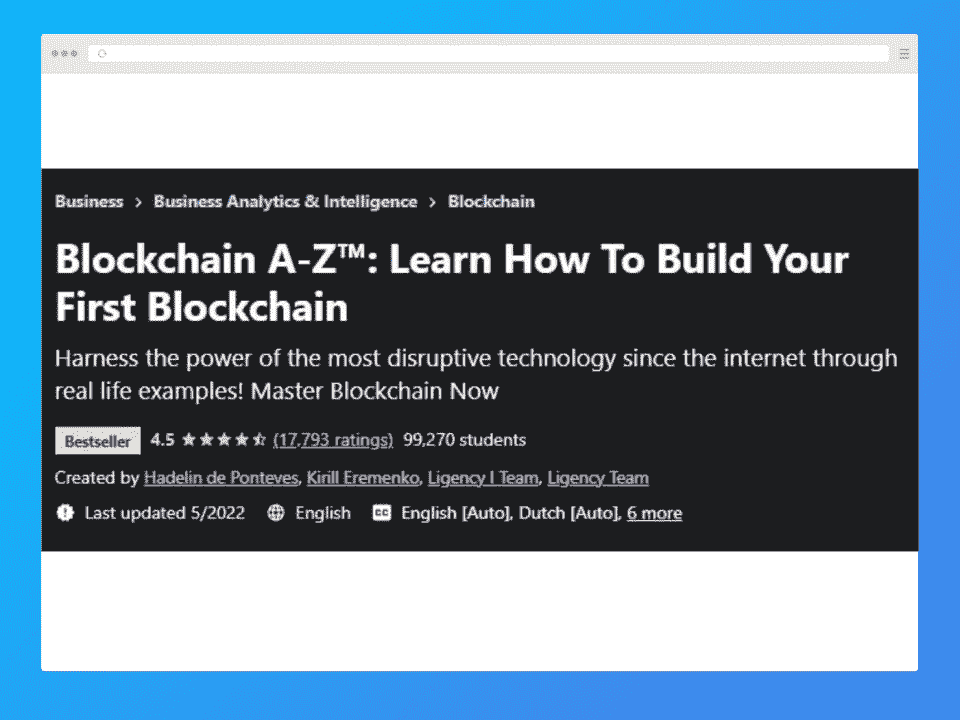 Business > Business Analytics & Intelligence > Blockchain
Blockchain A-Z™: Learn How To Build Your
First Blockchain
Harness the power of the most disruptive technology since the internet through
real life examples! Master Blockchain Now
Bestseller 4.5 (17,793 ratings) 99,270 students
Created by Hadelin de Ponteves, Kirill Eremenko, Ligency I Team, Ligency Team
Last updated 5/2022 English CC English [Auto], Dutch [Auto], 6 more